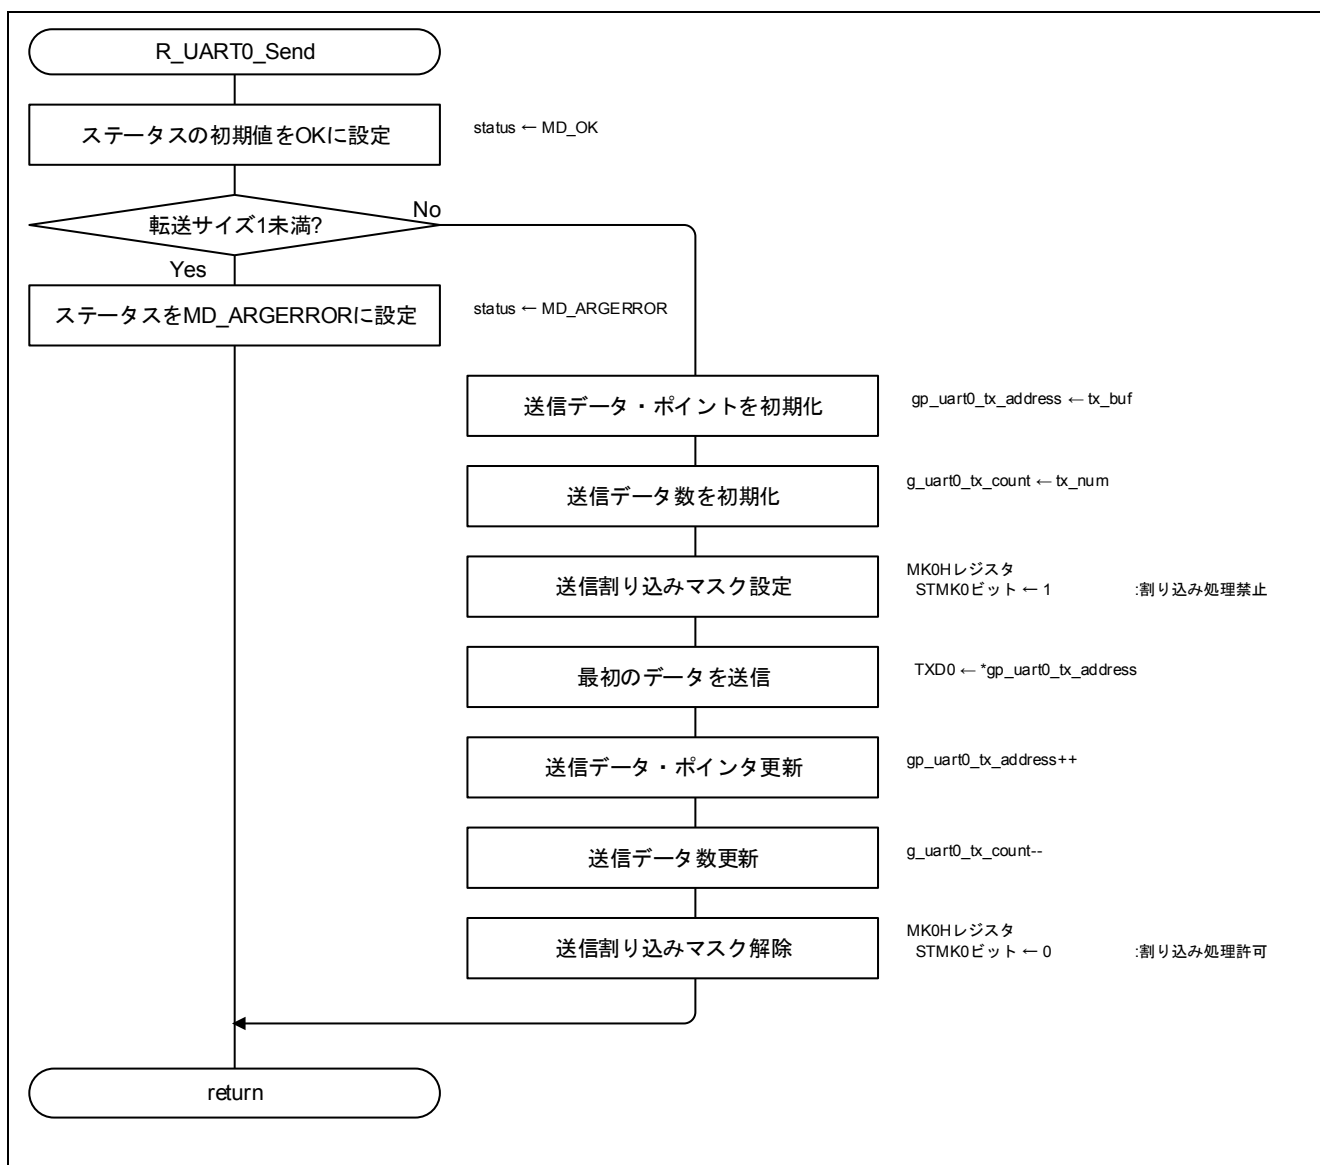 R_UART0_Send
ステータスの初期値をOKに設定
status ← MD_OK
転送サイズ1未満?
No
Yes
ステータスをMD_ARGERRORに設定
status ← MD_ARGERROR
送信データ・ポイントを初期化
gp_uart0_tx_address ← tx_buf
送信データ数を初期化
g_uart0_tx_count ← tx_num
送信割り込みマスク設定
MK0Hレジスタ
STMK0ビット ← 1 :割り込み処理禁止
最初のデータを送信
TXD0 ← *gp_uart0_tx_address
送信データ・ポインタ更新
gp_uart0_tx_address++
送信データ数更新
g_uart0_tx_count--
送信割り込みマスク解除
MK0Hレジスタ
STMK0ビット ← 0 :割り込み処理許可
return